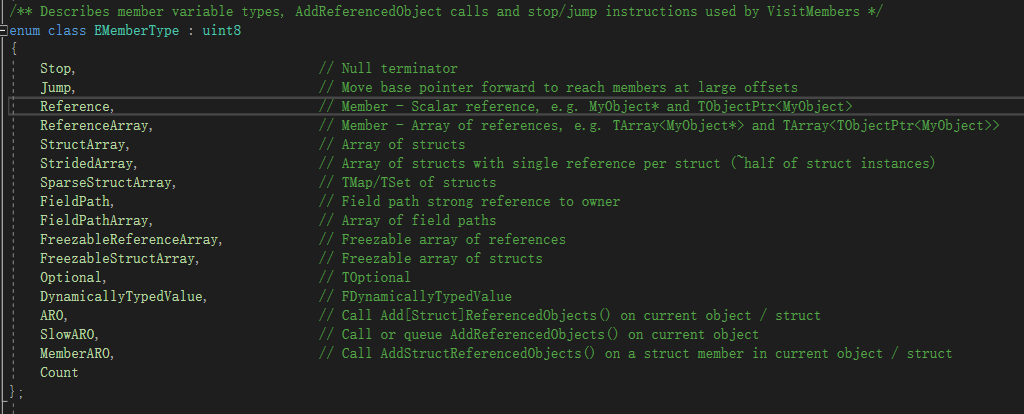 /** Describes member variable types, AddReferencedObject calls and stop/jump instructions used by VisitMembers */
enum class EMemberType : uint8
{
Stop, // Null terminator
Jump, // Move base pointer forward to reach members at large offsets
Reference, // Member - Scalar reference, e.g. MyObject* and TObjectPtr<MyObject>
ReferenceArray, // Member - Array of references, e.g. TArray<MyObject*> and TArray<TObjectPtr<MyObject>>
StructArray, // Array of structs
StridedArray, // Array of structs with single reference per struct (~half of struct instances)
SparseStructArray, // TMap/TSet of structs
FieldPath, // Field path strong reference to owner
FieldPathArray, // Array of field paths
FreezableReferenceArray, // Freezable array of references
FreezableStructArray, // Freezable array of structs
Optional, // TOptional
DynamicallyTypedValue, // FDynamicallyTypedValue
ARO, // Call Add[Struct]ReferencedObjects() on current object / struct
SlowARO, // Call or queue AddReferencedObjects() on current object
MemberARO, // Call AddStructReferencedObjects() on a struct member in current object / struct
Count
};